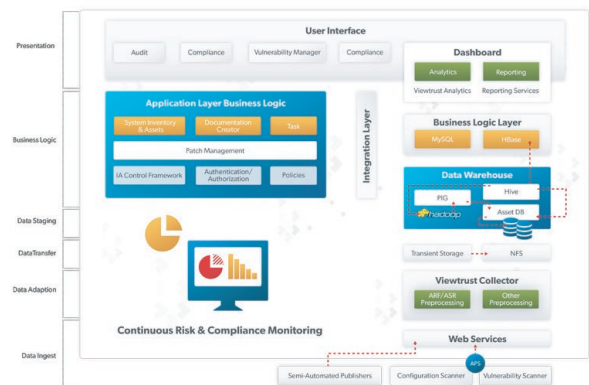 Presentation
Business Logic
Data Staging
DataTransfer
Data Adaption
Data Ingest
User Interface
Audit
Compliance
Vulnerability Manager
Compliance
Dashboard
Analytics
Reporting
Viewtrust Analytics
Reporting Services
Application Layer Business Logic
System Inventory
& Assets
Documentation
Creator
Task
Patch Management
IA Control Framework
Authentication/
Authorization
Policies
Integration Layer
Business Logic Layer
MySQL
HBase
Data Warehouse
PIG
Hive
hadoop
Asset DB
Transient Storage
NFS
Viewtrust Collector
ARF/ASR
Preprocessing
Other
Preprocessing
Continuous Risk & Compliance Monitoring
Web Services
APS
Semi-Automated Publishers
Configuration Scanner
Vulnerability Scanner